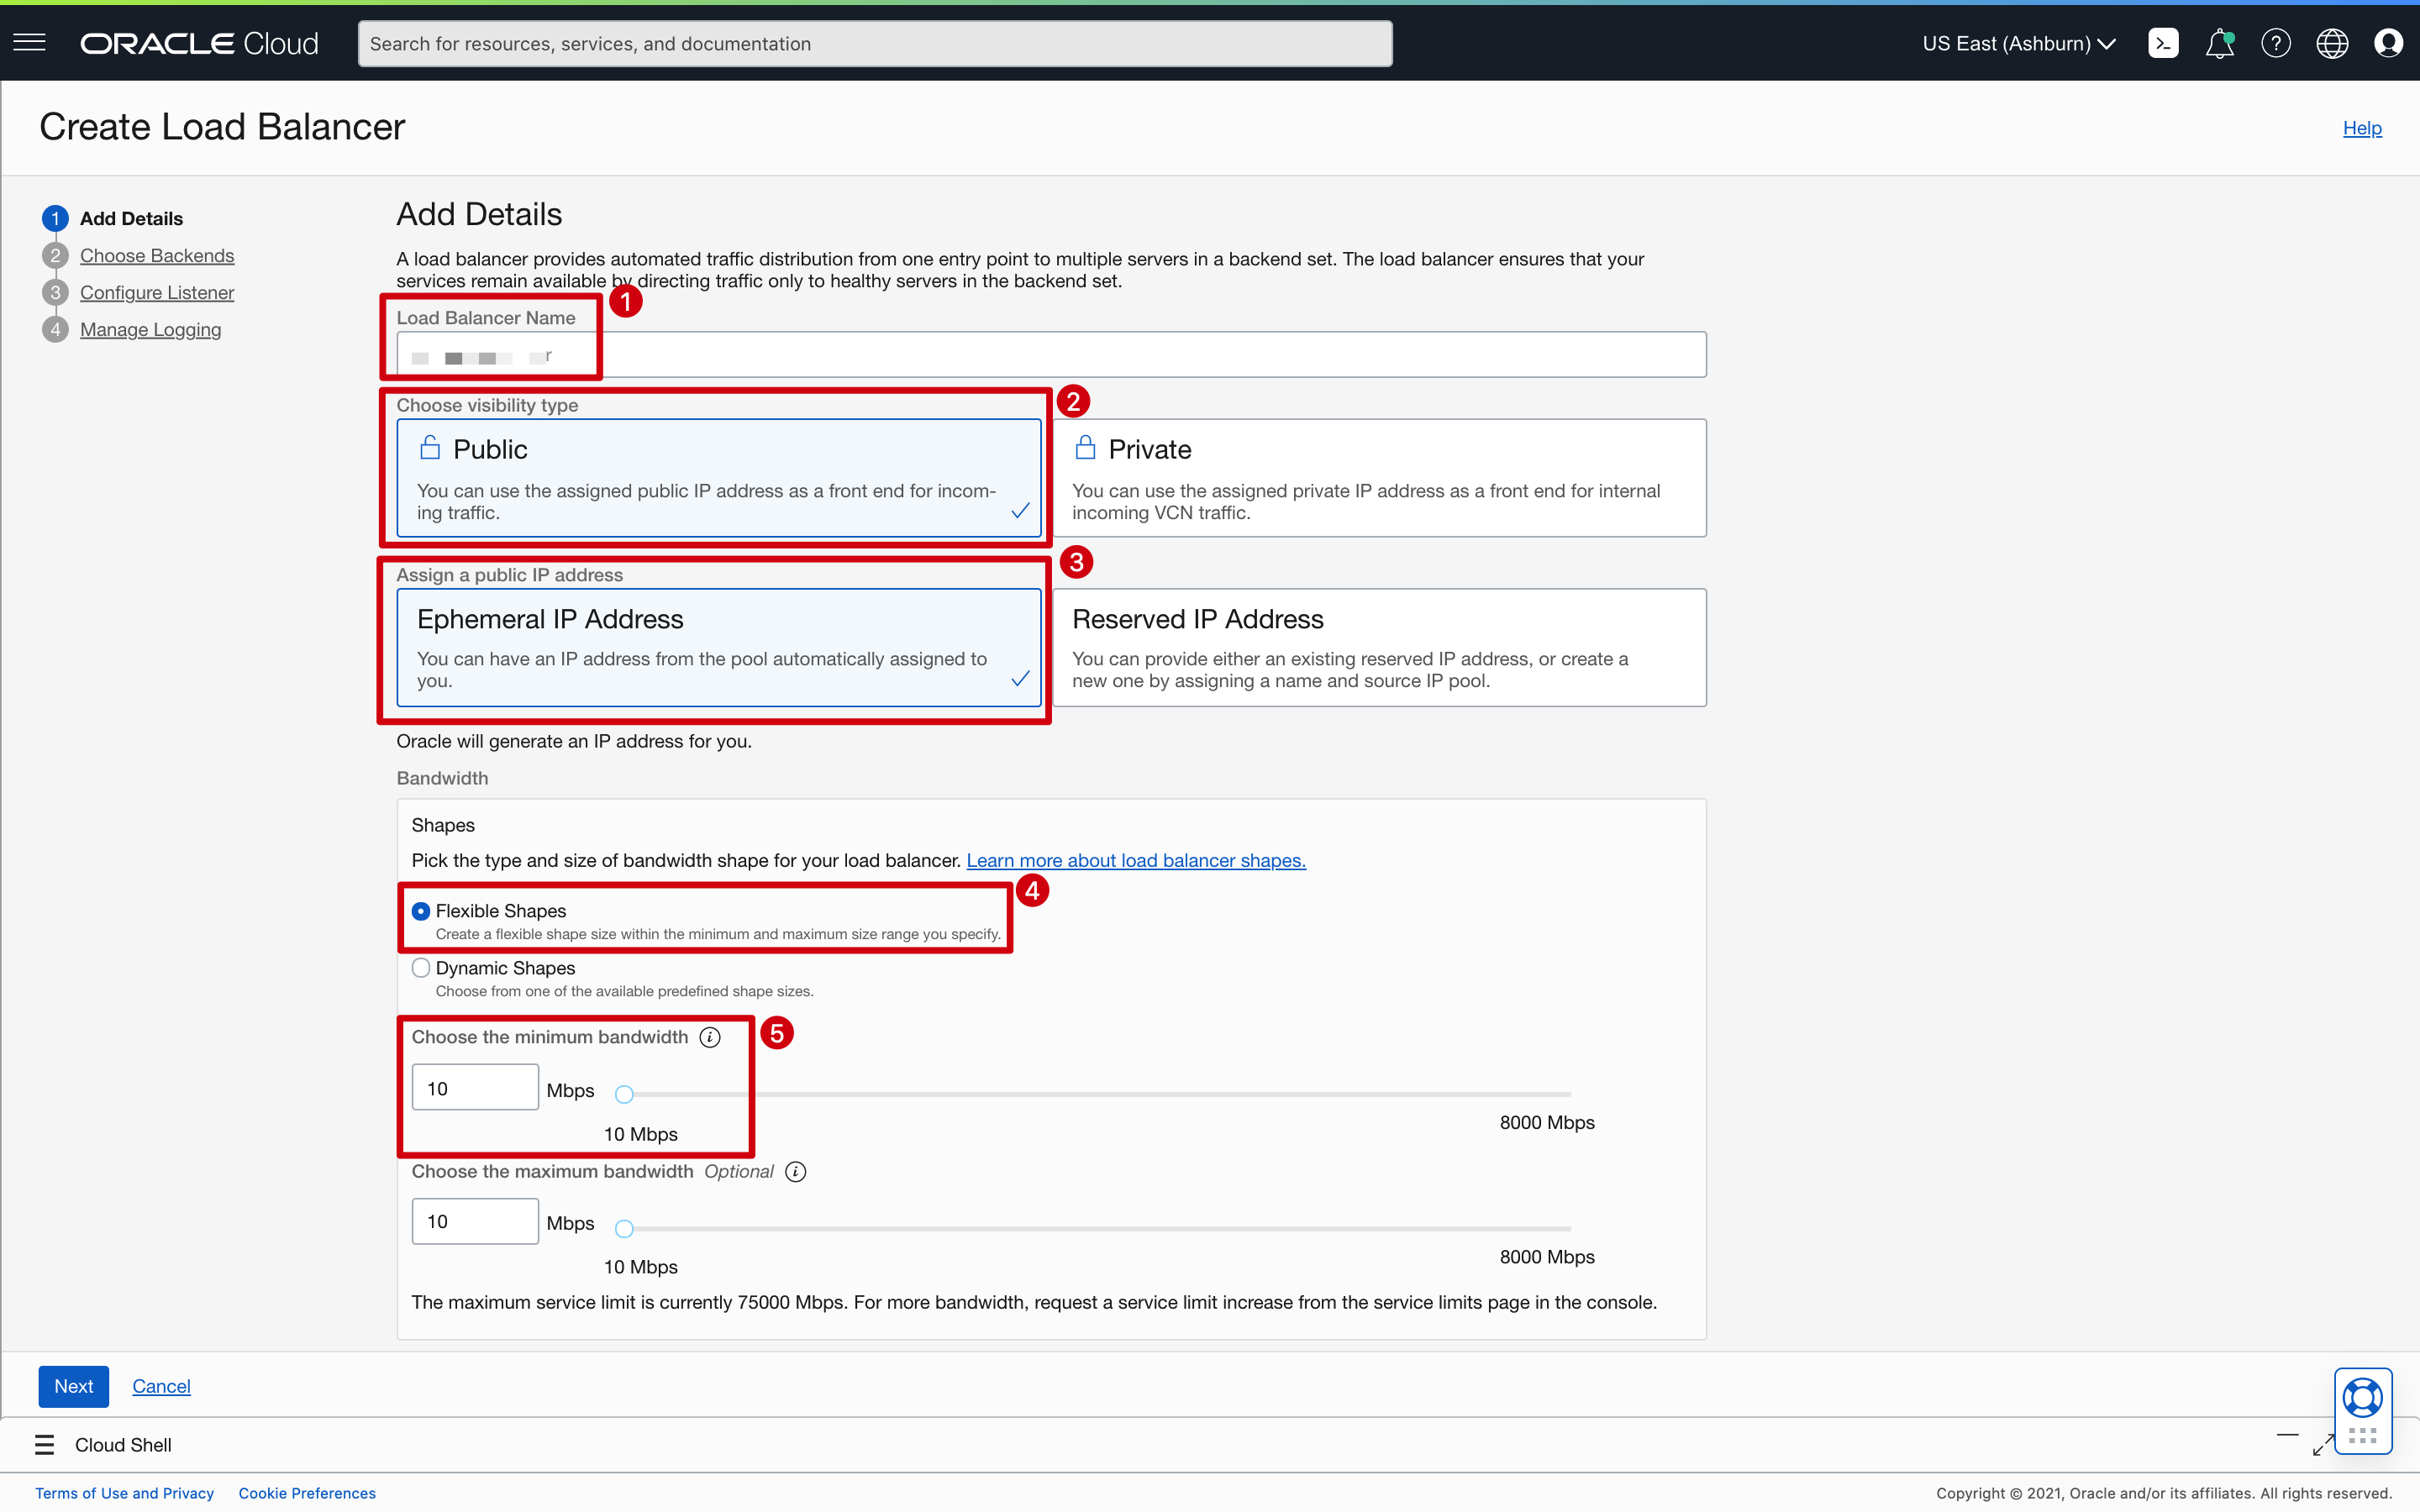 ORACLE Cloud
Search for resources, services, and documentation
US East (Ashburn)
Create Load Balancer
Help
1 Add Details
2 Choose Backends
3 Configure Listener
4 Manage Logging
Add Details
A load balancer provides automated traffic distribution from one entry point to multiple servers in a backend set. The load balancer ensures that your
services remain available by directing traffic only to healthy servers in the backend set.
1
Load Balancer Name
r
Choose visibility type
2
Public
You can use the assigned public IP address as a front end for incom-
ing traffic.
Private
You can use the assigned private IP address as a front end for internal
incoming VCN traffic.
Assign a public IP address
3
Ephemeral IP Address
You can have an IP address from the pool automatically assigned to
you.
Reserved IP Address
You can provide either an existing reserved IP address, or create a
new one by assigning a name and source IP pool.
Oracle will generate an IP address for you.
Bandwidth
Shapes
Pick the type and size of bandwidth shape for your load balancer. Learn more about load balancer shapes.
4
Flexible Shapes
Create a flexible shape size within the minimum and maximum size range you specify.
Dynamic Shapes
Choose from one of the available predefined shape sizes.
Choose the minimum bandwidth i
5
10 Mbps
10 Mbps
8000 Mbps
Choose the maximum bandwidth Optional i
10 Mbps
10 Mbps
8000 Mbps
The maximum service limit is currently 75000 Mbps. For more bandwidth, request a service limit increase from the service limits page in the console.
Next Cancel
Cloud Shell
Terms of Use and Privacy Cookie Preferences
Copyright © 2021, Oracle and/or its affiliates. All rights reserved.